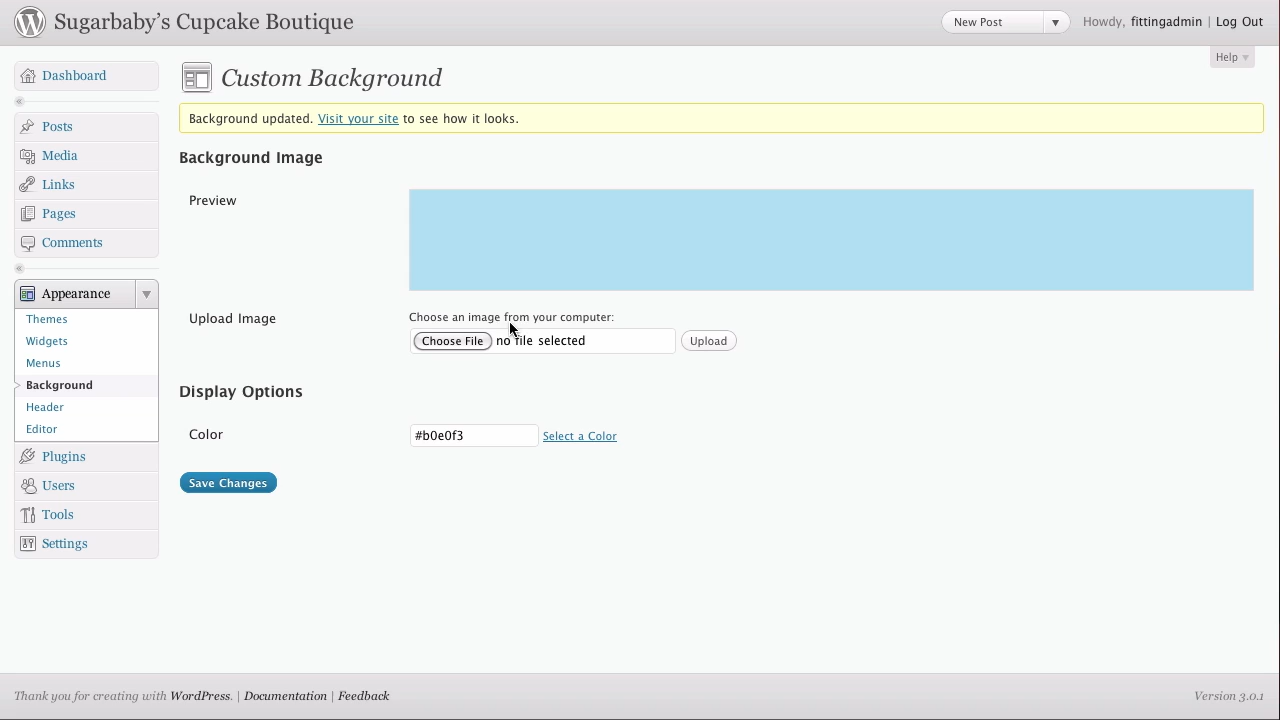 Sugarbaby's Cupcake Boutique
New Post
Howdy, fittingadmin | Log Out
Help
Dashboard
Posts
Media
Links
Pages
Comments
Appearance
Themes
Widgets
Menus
Background
Header
Editor
Plugins
Users
Tools
Settings
Custom Background
Background updated. Visit your site to see how it looks.
Background Image
Preview
Upload Image
Choose an image from your computer:
Choose File no file selected
Upload
Display Options
Color
#b0e0f3 Select a Color
Save Changes
Thank you for creating with WordPress. | Documentation | Feedback
Version 3.0.1